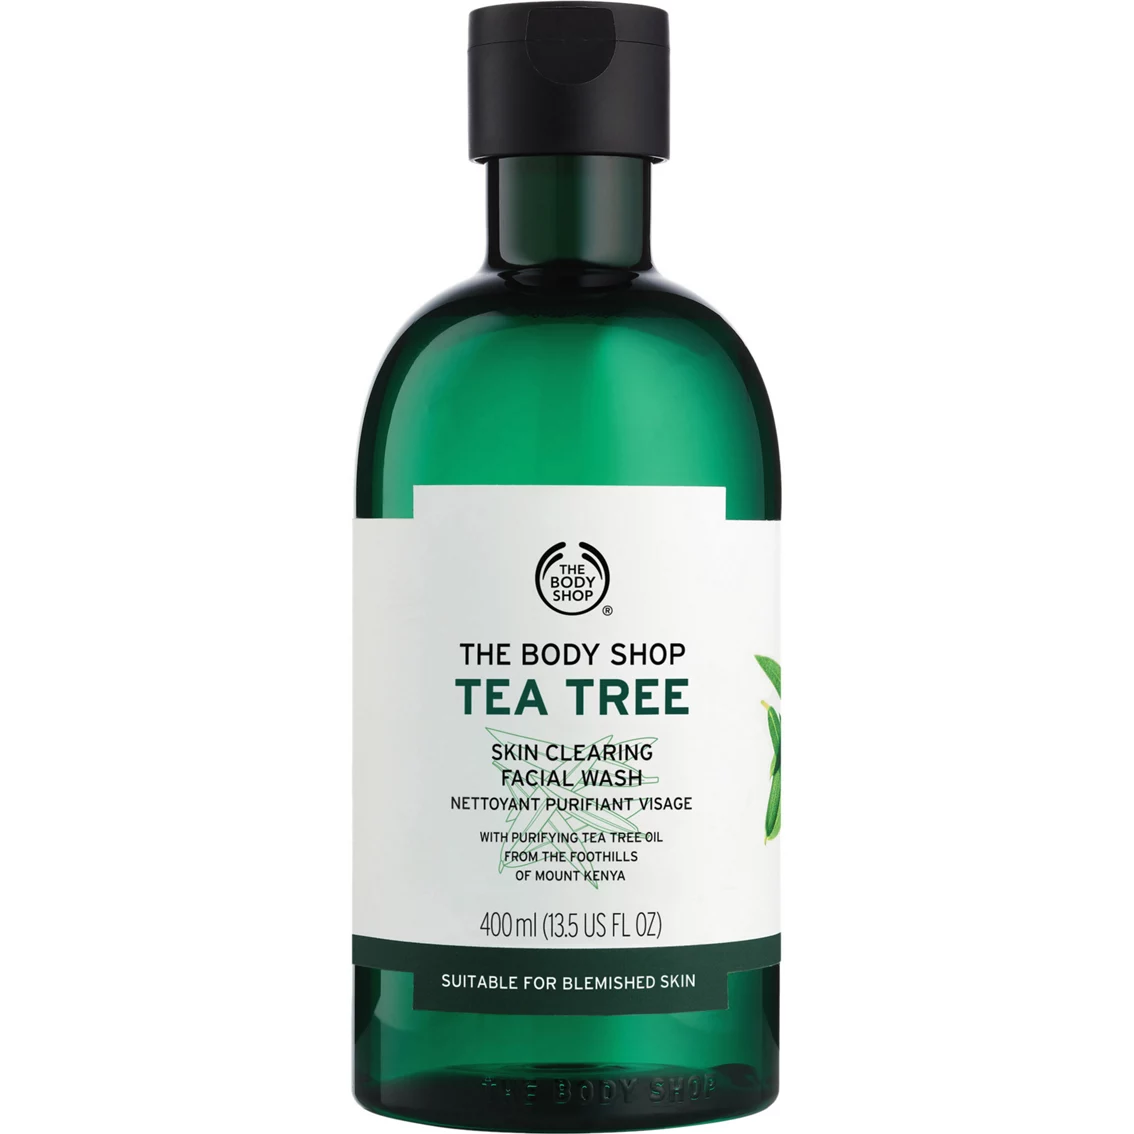 THE
BODY
SHOP
®
THE BODY SHOP
TEA TREE
SKIN CLEARING
FACIAL WASH
NETTOYANT PURIFIANT VISAGE
WITH PURIFYING TEA TREE OIL
FROM THE FOOTHILLS
OF MOUNT KENYA
400 ml (13.5 US FL OZ)
SUITABLE FOR BLEMISHED SKIN
THE BODY SHOP